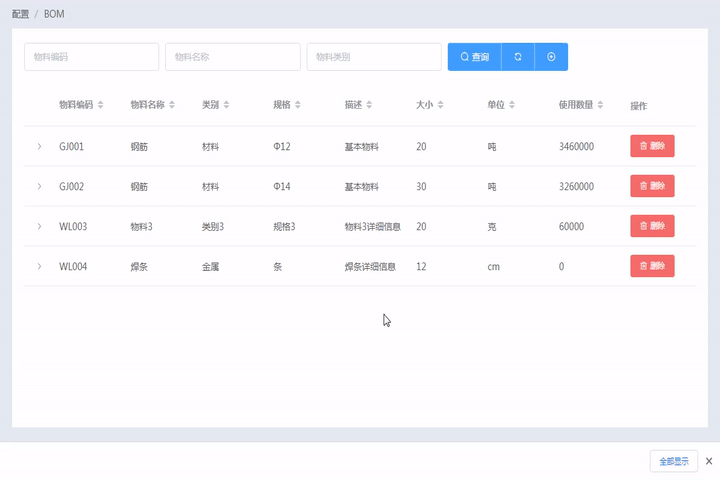 配置 / BOM
物料编码 物料名称 物料类别 查询
物料编码 物料名称 类别 规格 描述 大小 单位 使用数量 操作
GJ001 钢筋 材料 Φ12 基本物料 20 吨 3460000 删除
GJ002 钢筋 材料 Φ14 基本物料 30 吨 3260000 删除
WL003 物料3 类别3 规格3 物料3详细信息 20 克 60000 删除
WL004 焊条 金属 条 焊条详细信息 12 cm 0 删除
全部显示